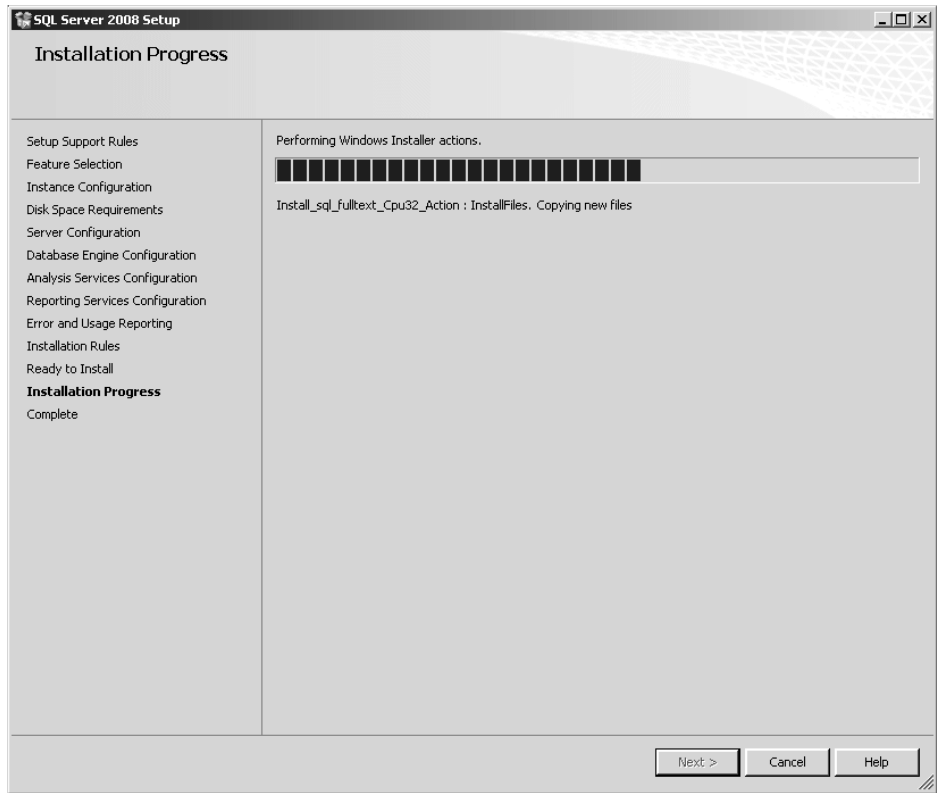 SQL Server 2008 Setup
Installation Progress
Setup Support Rules
Feature Selection
Instance Configuration
Disk Space Requirements
Server Configuration
Database Engine Configuration
Analysis Services Configuration
Reporting Services Configuration
Error and Usage Reporting
Installation Rules
Ready to Install
Installation Progress
Complete
Performing Windows Installer actions.
Install_sql_fulltext_Cpu32_Action : InstallFiles. Copying new files
Next >
Cancel
Help